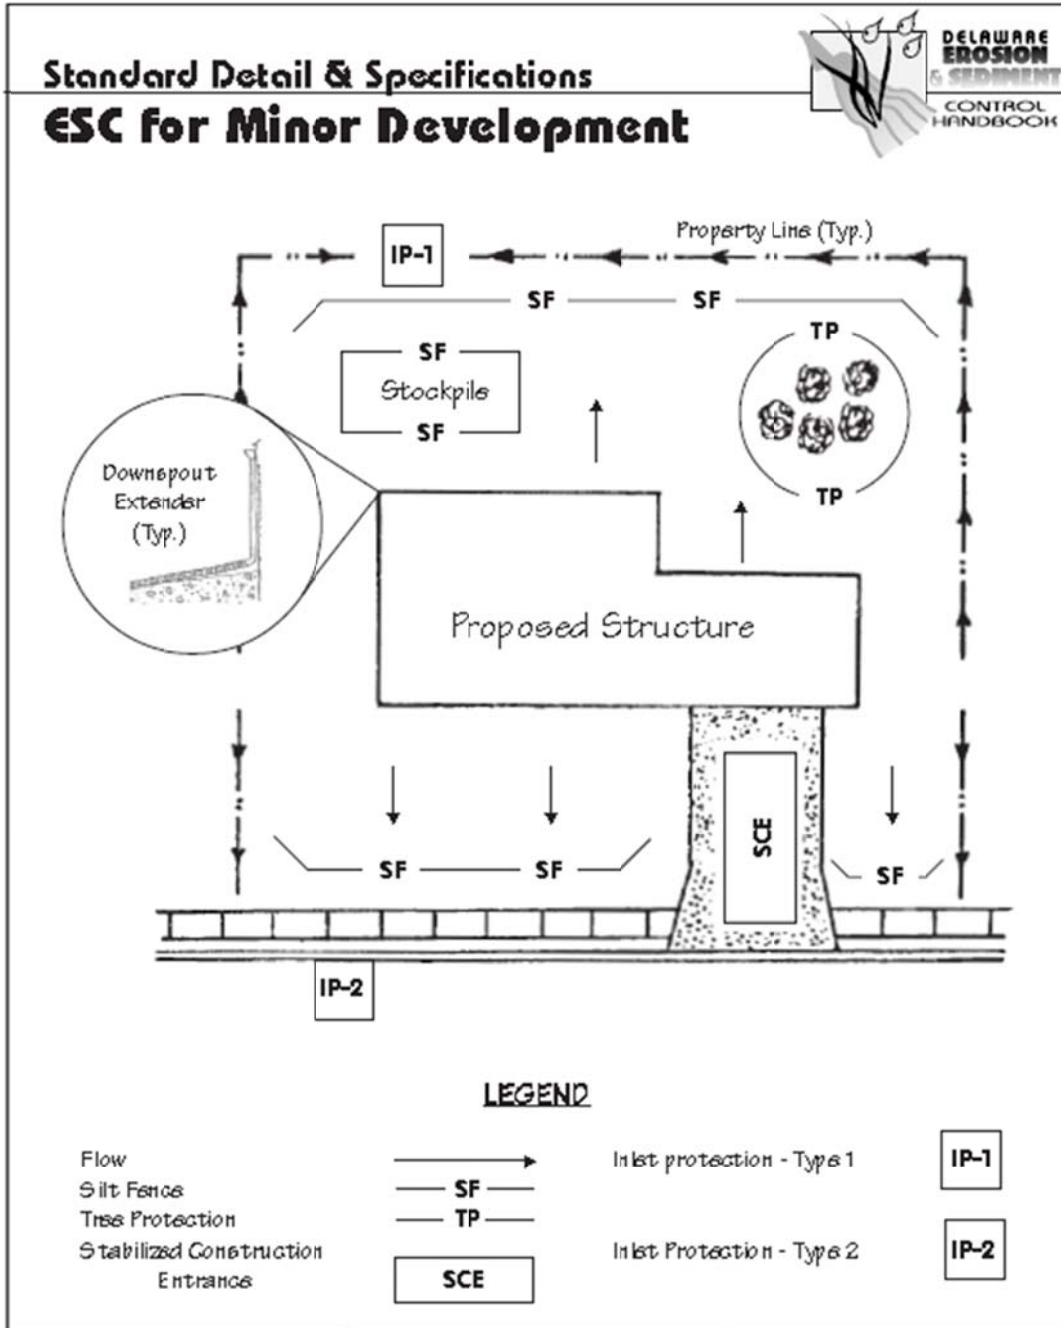 Standard Detail & Specifications
ESC for Minor Development
DELAWARE
EROSION
& SEDIMENT
CONTROL
HANDBOOK
Property Line (Typ.)
IP-1
SF SF
TP
SF
Stockpile
SF
TP
Downspout
Extender
(Typ.)
Proposed Structure
SCE
SF SF SF
IP-2
LEGEND
Flow
Silt Fence SF
Tree Protection TP
Stabilized Construction
Entrance SCE
Inlet protection - Type 1 IP-1
Inlet Protection - Type 2 IP-2